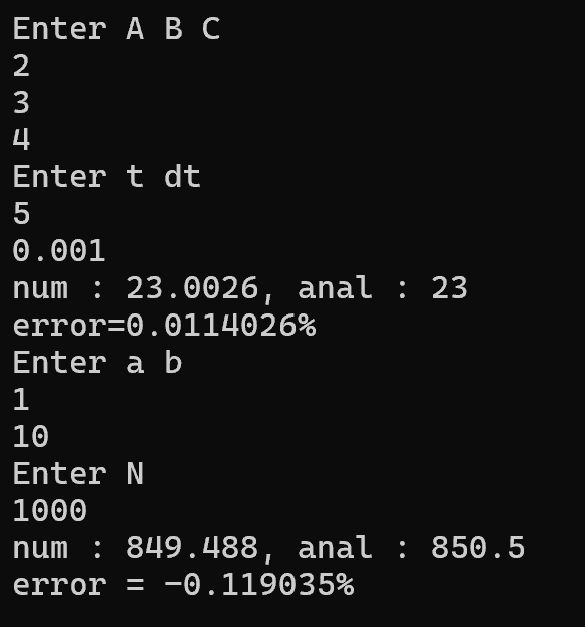 Enter A B C
2
3
4
Enter t dt
5
0.001
num : 23.0026, anal : 23
error=0.0114026%
Enter a b
1
10
Enter N
1000
num : 849.488, anal : 850.5
error = -0.119035%